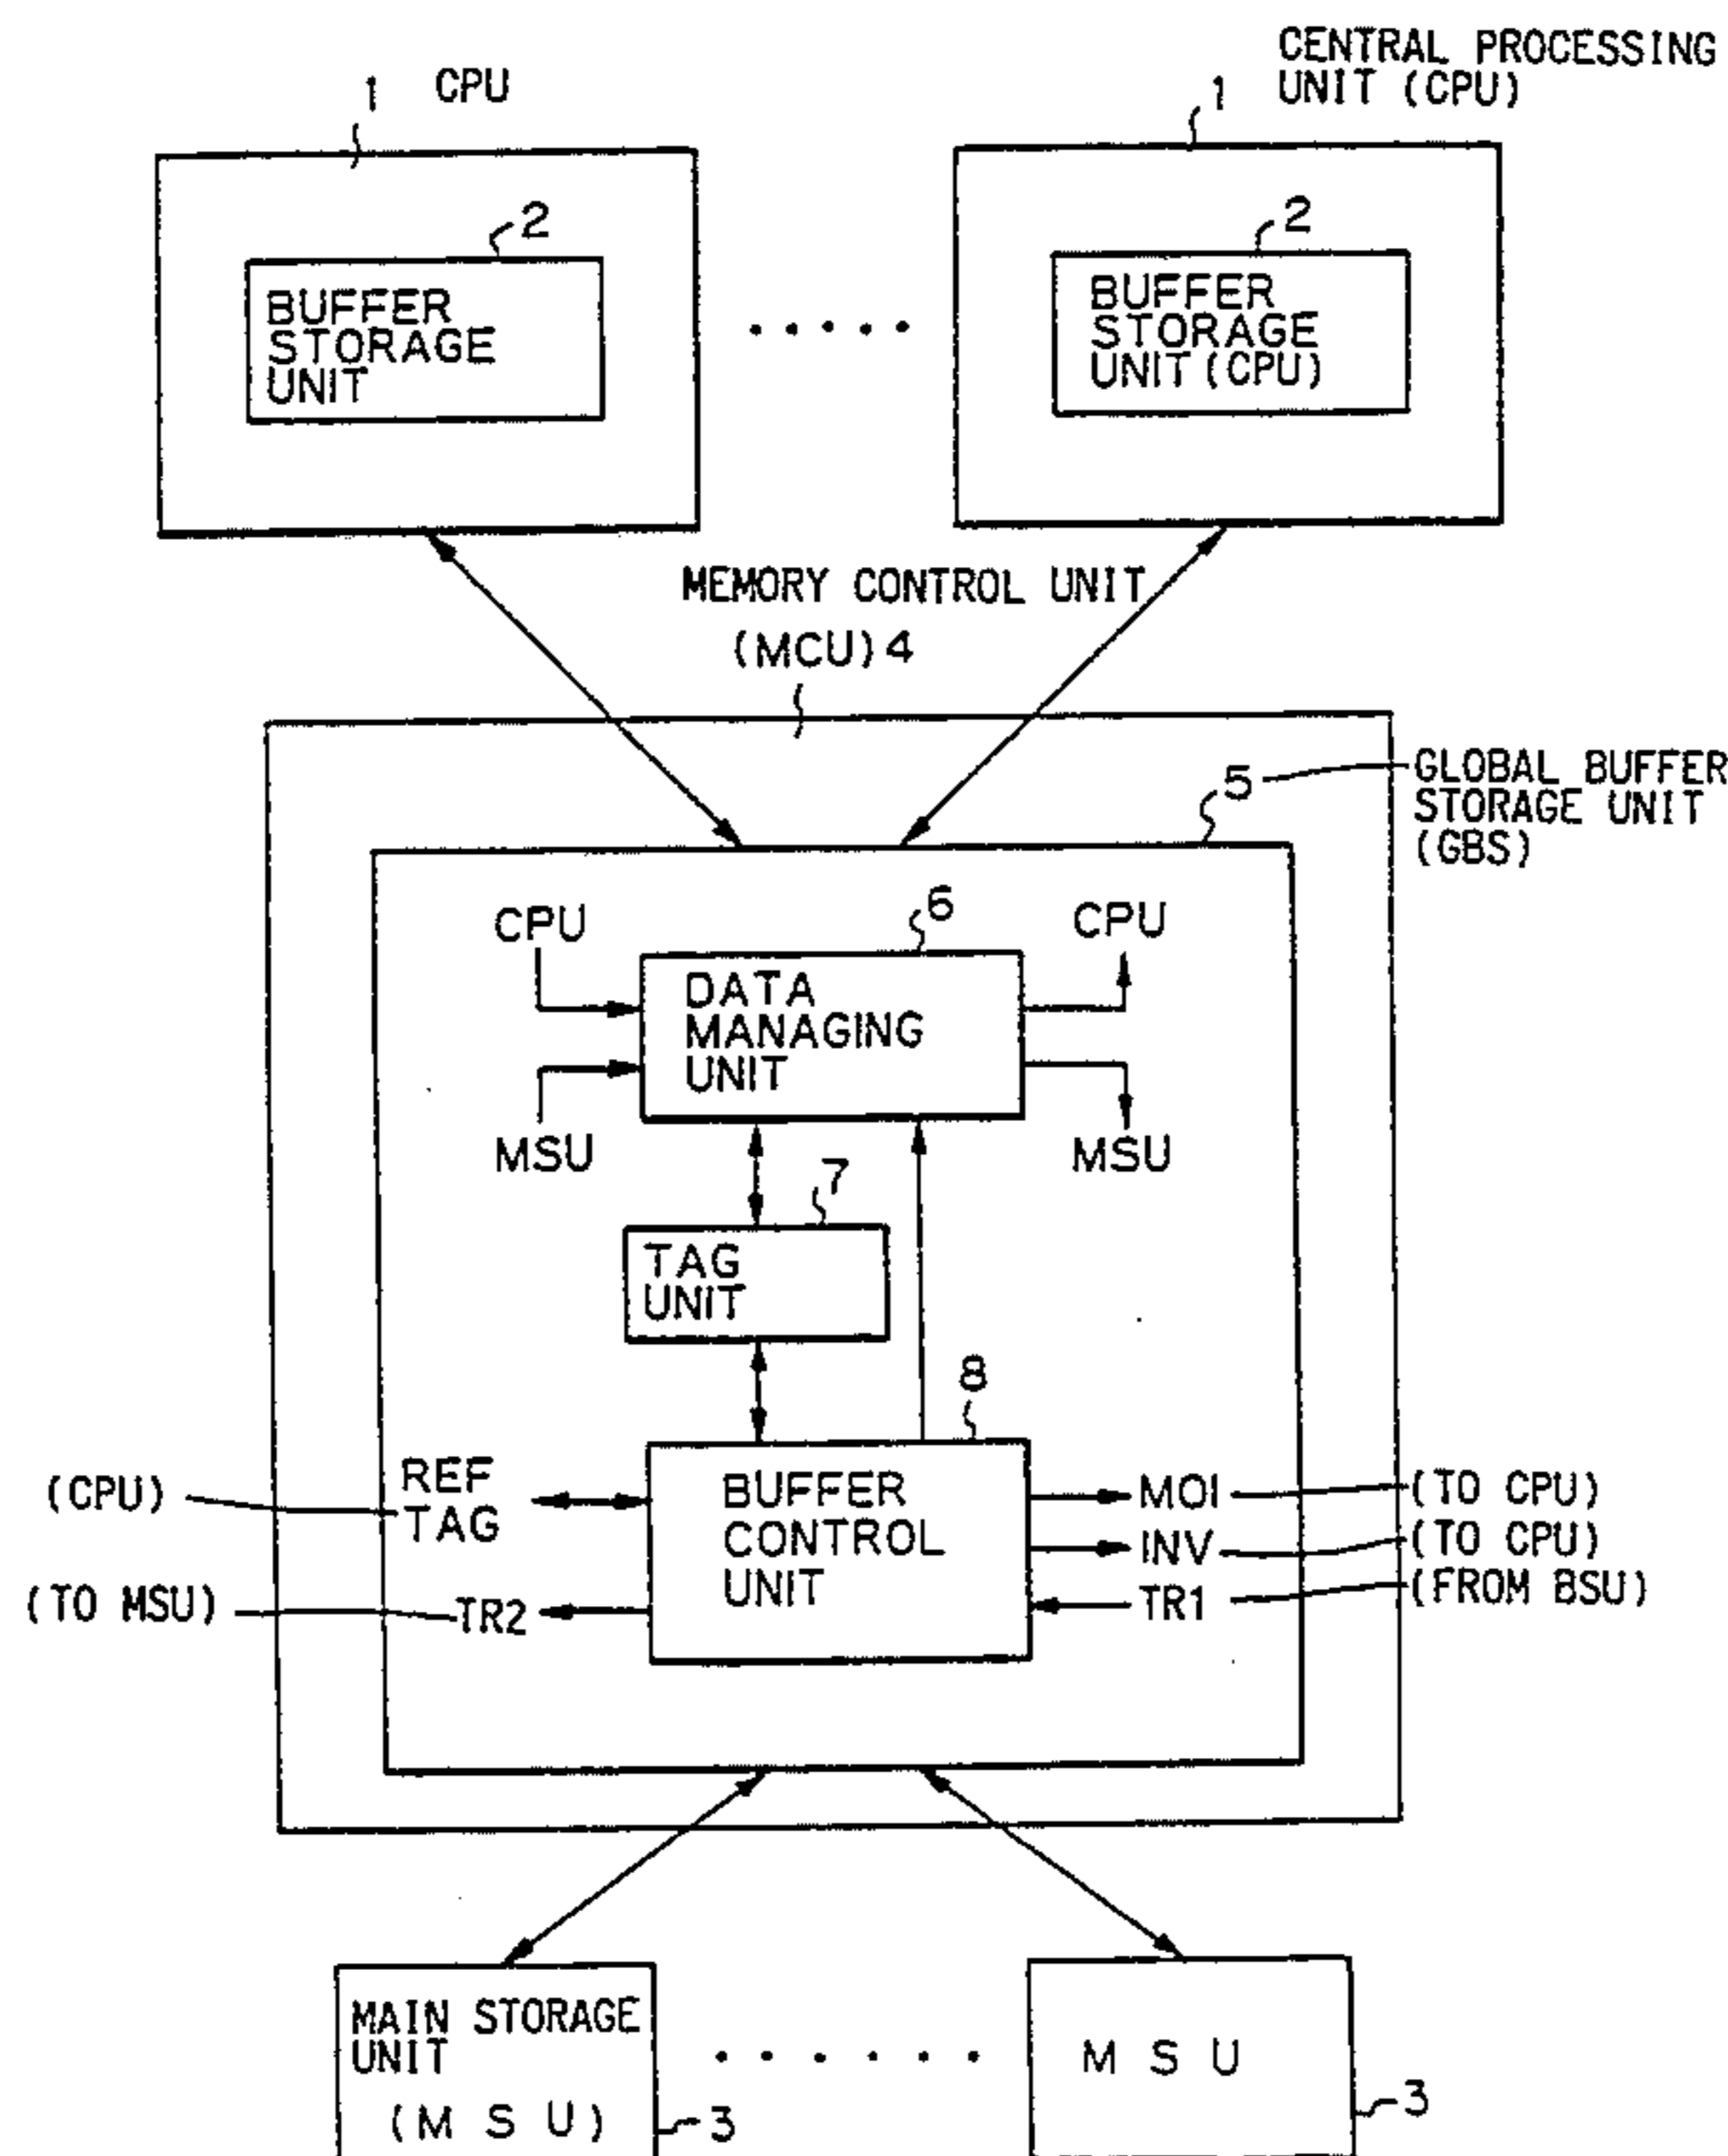 1 CPU
CENTRAL PROCESSING
1 UNIT (CPU)
2
2
BUFFER
STORAGE
UNIT
BUFFER
STORAGE
UNIT (CPU)
MEMORY CONTROL UNIT
(MCU) 4
5
GLOBAL BUFFER
STORAGE UNIT
(GBS)
CPU
6
CPU
DATA
MANAGING
UNIT
MSU
MSU
7
TAG
UNIT
8
(CPU)
REF
TAG
BUFFER
CONTROL
UNIT
MOI
(TO CPU)
INV
(TO CPU)
(TO MSU)
TR2
TR1
(FROM BSU)
MAIN STORAGE
UNIT
(M S U)
3
M S U
3